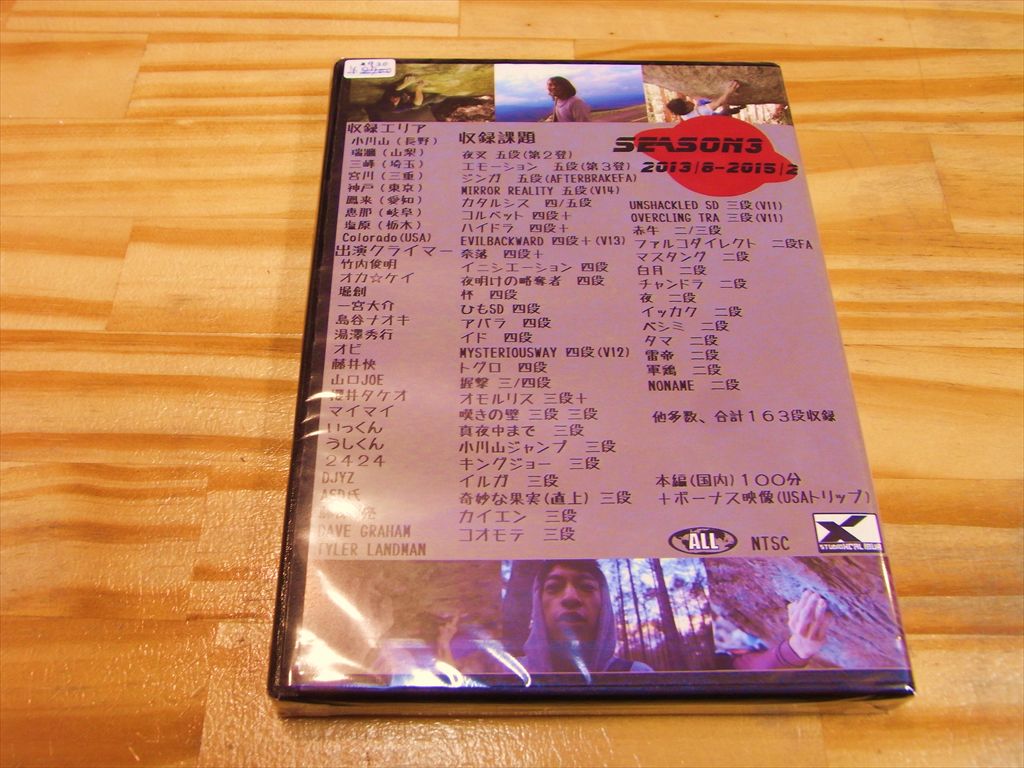 収録エリア
小川山(長野)
瑞牆(山梨)
三峰(埼玉)
宮川(三重)
神戸(東京)
鳳来(愛知)
恵那(岐阜)
塩原(栃木)
Colorado(USA)
出演クライマー
竹内俊明
オカ☆ケイ
堀創
一宮大介
島谷ナオキ
湯澤秀行
オビ
藤井快
山口JOE
櫻井タケオ
マイマイ
いっくん
うしくん
2424
DJYZ
ASD氏
DAVE GRAHAM
TYLER LANDMAN
収録課題
夜叉 五段(第2登)
エモーション 五段(第3登)
ジンガ 五段(AFTERBRAKEFA)
MIRROR REALITY 五段(V14)
カタルシス 四/五段
コルベット 四段+
ハイドラ 四段+
EVILBACKWARD 四段+(V13)
奈落 四段+
イニシエーション 四段
夜明けの略奪者 四段
杯 四段
ひもSD 四段
アバラ 四段
イド 四段
MYSTERIOUSWAY 四段(V12)
トグロ 四段
握撃 三/四段
オモルリス 三段+
嘆きの壁 三段 三段
真夜中まで 三段
小川山ジャンプ 三段
キングジョー 三段
イルガ 三段
奇妙な果実(直上) 三段
カイエン 三段
コオモテ 三段
SEASON3
2013/6-2015/2
UNSHACKLED SD 三段(V11)
OVERCLING TRA 三段(V11)
赤牛 二/三段
ファルコダイレクト 二段FA
マスタング 二段
白月 二段
チャンドラ 二段
夜 二段
イッカク 二段
ベシミ 二段
タマ 二段
雷帝 二段
軍鶏 二段
NONAME 二段
他多数、合計163段収録
本編(国内)100分
+ボーナス映像(USAトリップ)
ALL
NTSC
X